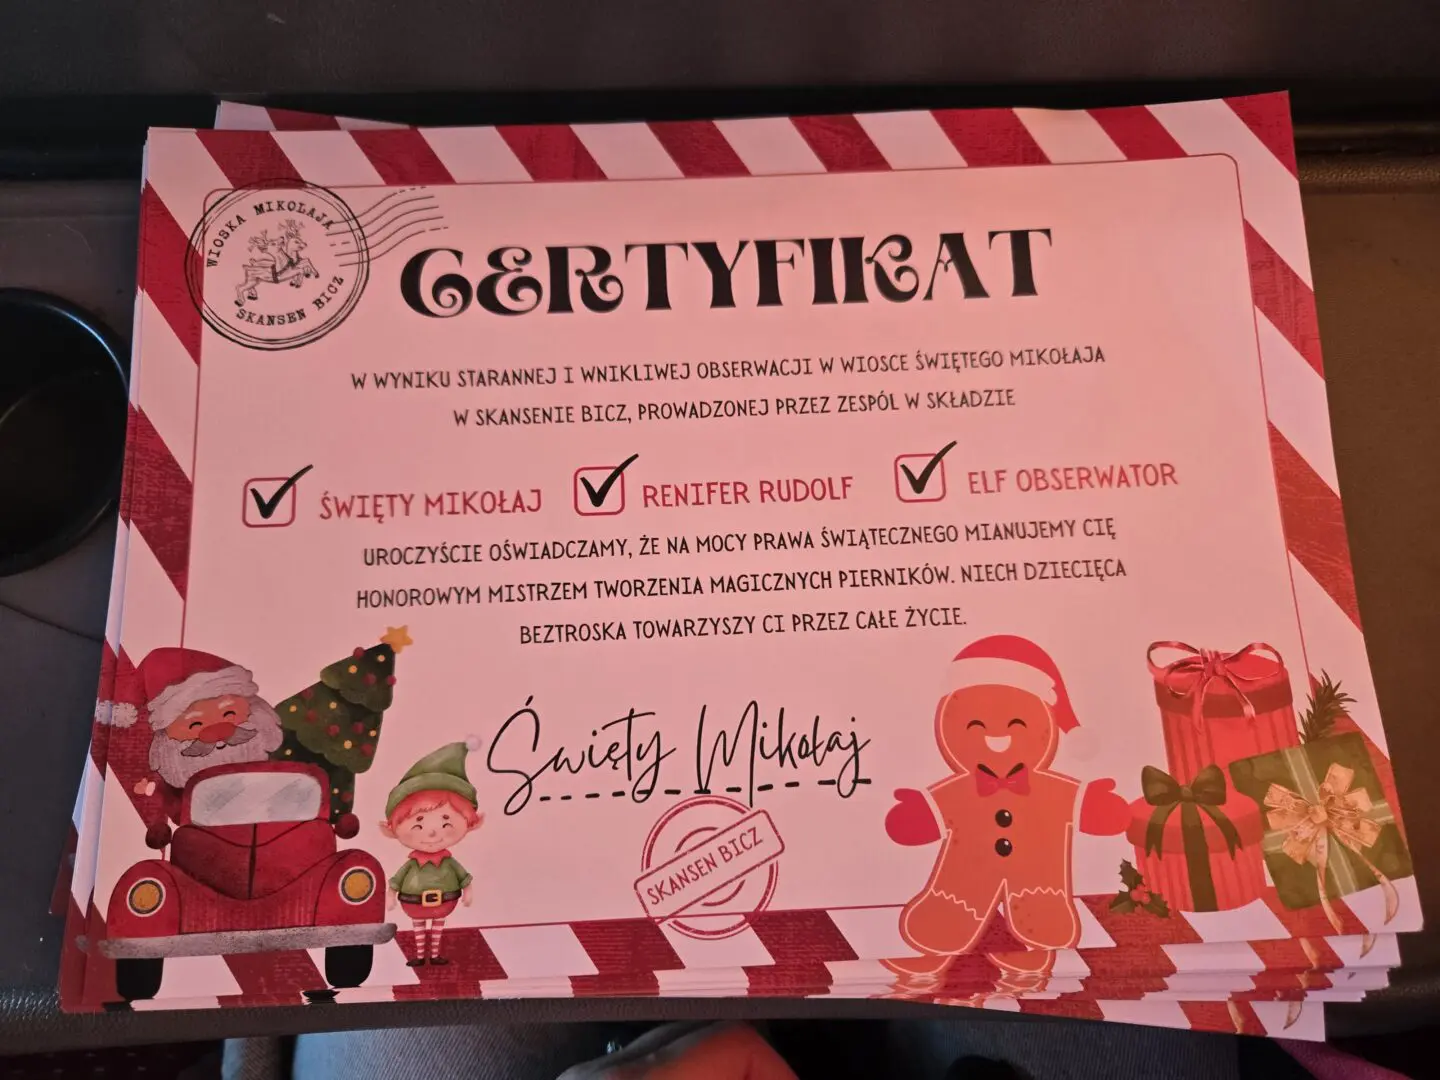 WIOSKA MIKOŁAJA
SKANSEN BICZ
CERTYFIKAT
W WYNIKU STARANNEJ I WNIKLIWEJ OBSERWACJI W WIOSCE ŚWIĘTEGO MIKOŁAJA
W SKANSENIE BICZ, PROWADZONEJ PRZEZ ZESPÓL W SKŁADZIE
ŚWIĘTY MIKOŁAJ RENIFER RUDOLF ELF OBSERWATOR
UROCZYŚCIE OŚWIADCZAMY, ŻE NA MOCY PRAWA ŚWIĄTECZNEGO MIANUJEMY CIĘ
HONOROWYM MISTRZEM TWORZENIA MAGICZNYCH PIERNIKÓW. NIECH DZIECIĘCA
BEZTROSKA TOWARZYSZY CI PRZEZ CAŁE ŻYCIE.
Święty Mikołaj
SKANSEN BICZ